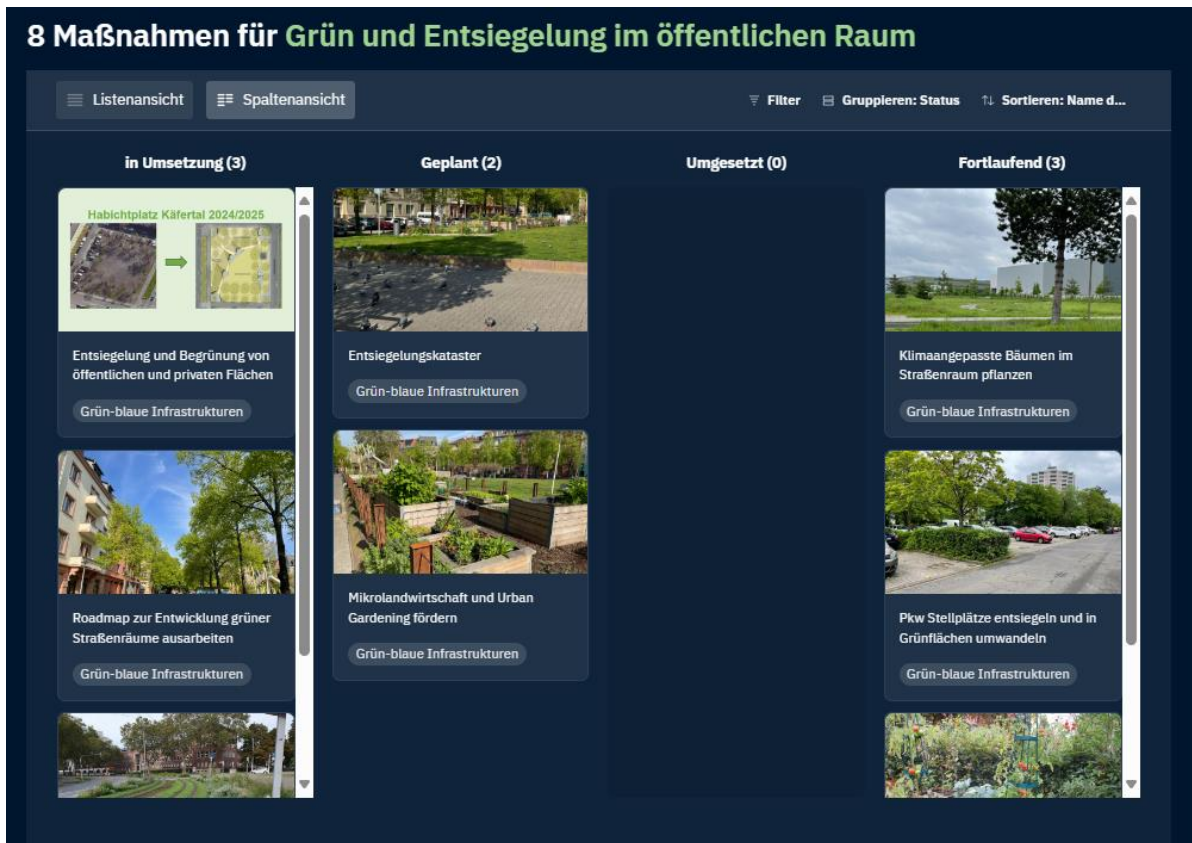 8 Maßnahmen für Grün und Entsiegelung im öffentlichen Raum
Listenansicht
Spaltenansicht
Filter
Gruppieren: Status
Sortieren: Name d...
in Umsetzung (3)
Habichtplatz Käfertal 2024/2025
Entsiegelung und Begrünung von
öffentlichen und privaten Flächen
Grün-blaue Infrastrukturen
Roadmap zur Entwicklung grüner
Straßenräume ausarbeiten
Grün-blaue Infrastrukturen
Geplant (2)
Entsiegelungskataster
Grün-blaue Infrastrukturen
Mikrolandwirtschaft und Urban
Gardening fördern
Grün-blaue Infrastrukturen
Umgesetzt (0)
Fortlaufend (3)
Klimaangepasste Bäumen im
Straßenraum pflanzen
Grün-blaue Infrastrukturen
Pkw Stellplätze entsiegeln und in
Grünflächen umwandeln
Grün-blaue Infrastrukturen